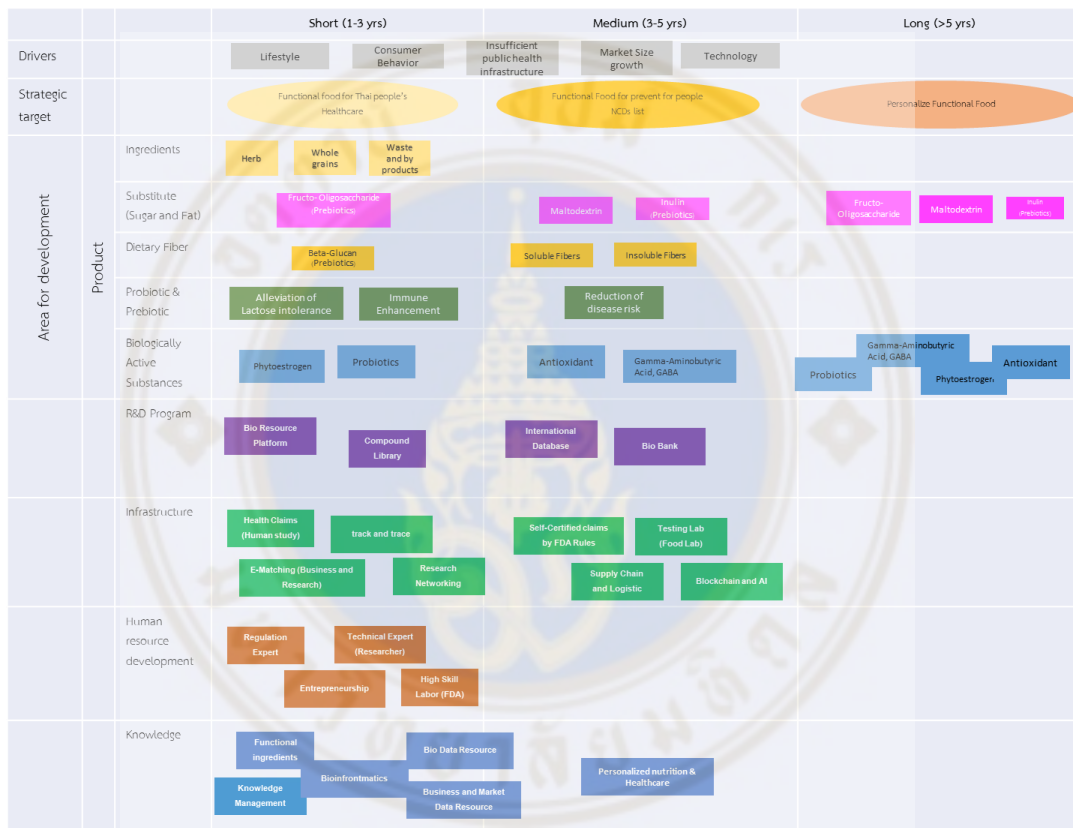 Short (1-3 yrs) Medium (3-5 yrs) Long (>5 yrs)
Drivers
Lifestyle
Consumer
Behavior
Insufficient
public health
infrastructure
Market Size
growth
Technology
Strategic
target
Functional food for Thai people's
Healthcare
Functional Food for prevent for people
NCDs list
Personalize Functional Food
Area for development
Product
Ingredients
Herb
Whole
grains
Waste
and by
products
Substitute
(Sugar and Fat)
Fructo- Oligosaccharide
(Prebiotics)
Maltodextrin
Inulin
(Prebiotics)
Fructo-
Oligosaccharide
Maltodextrin
Inulin
(Prebiotics)
Dietary Fiber
Beta-Glucan
(Prebiotics)
Soluble Fibers
Insoluble Fibers
Probiotic &
Prebiotic
Alleviation of
Lactose intolerance
Immune
Enhancement
Reduction of
disease risk
Biologically
Active
Substances
Phytoestrogen
Probiotics
Antioxidant
Gamma-Aminobutyric
Acid, GABA
Probiotics
Gamma-Aminobutyric
Acid, GABA
Phytoestrogen
Antioxidant
R&D Program
Bio Resource
Platform
Compound
Library
International
Database
Bio Bank
Infrastructure
Health Claims
(Human study)
track and trace
E-Matching (Business and
Research)
Research
Networking
Self-Certified claims
by FDA Rules
Testing Lab
(Food Lab)
Supply Chain
and Logistic
Blockchain and AI
Human
resource
development
Regulation
Expert
Technical Expert
(Researcher)
Entrepreneurship
High Skill
Labor (FDA)
Knowledge
Functional
ingredients
Bio Data Resource
Bioinfrontmatics
Knowledge
Management
Business and Market
Data Resource
Personalized nutrition &
Healthcare